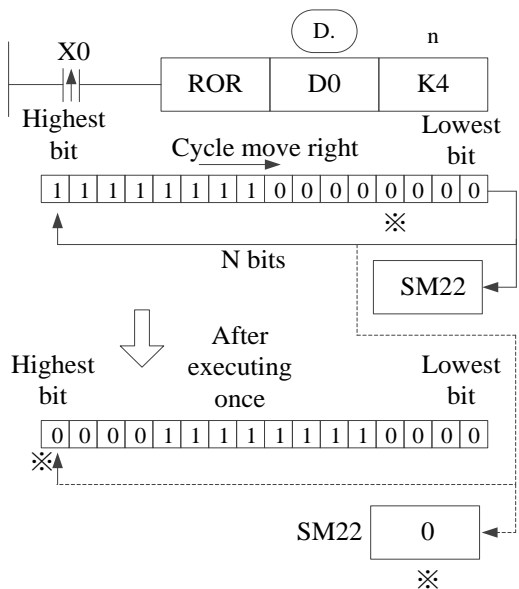 D.
n
X0
ROR D0 K4
Highest
bit
Cycle move right
Lowest
bit
1 1 1 1 1 1 1 1 0 0 0 0 0 0 0 0
※
N bits
SM22
After
executing
once
Highest
bit
Lowest
bit
0 0 0 0 1 1 1 1 1 1 1 1 0 0 0 0
※
SM22 0
※